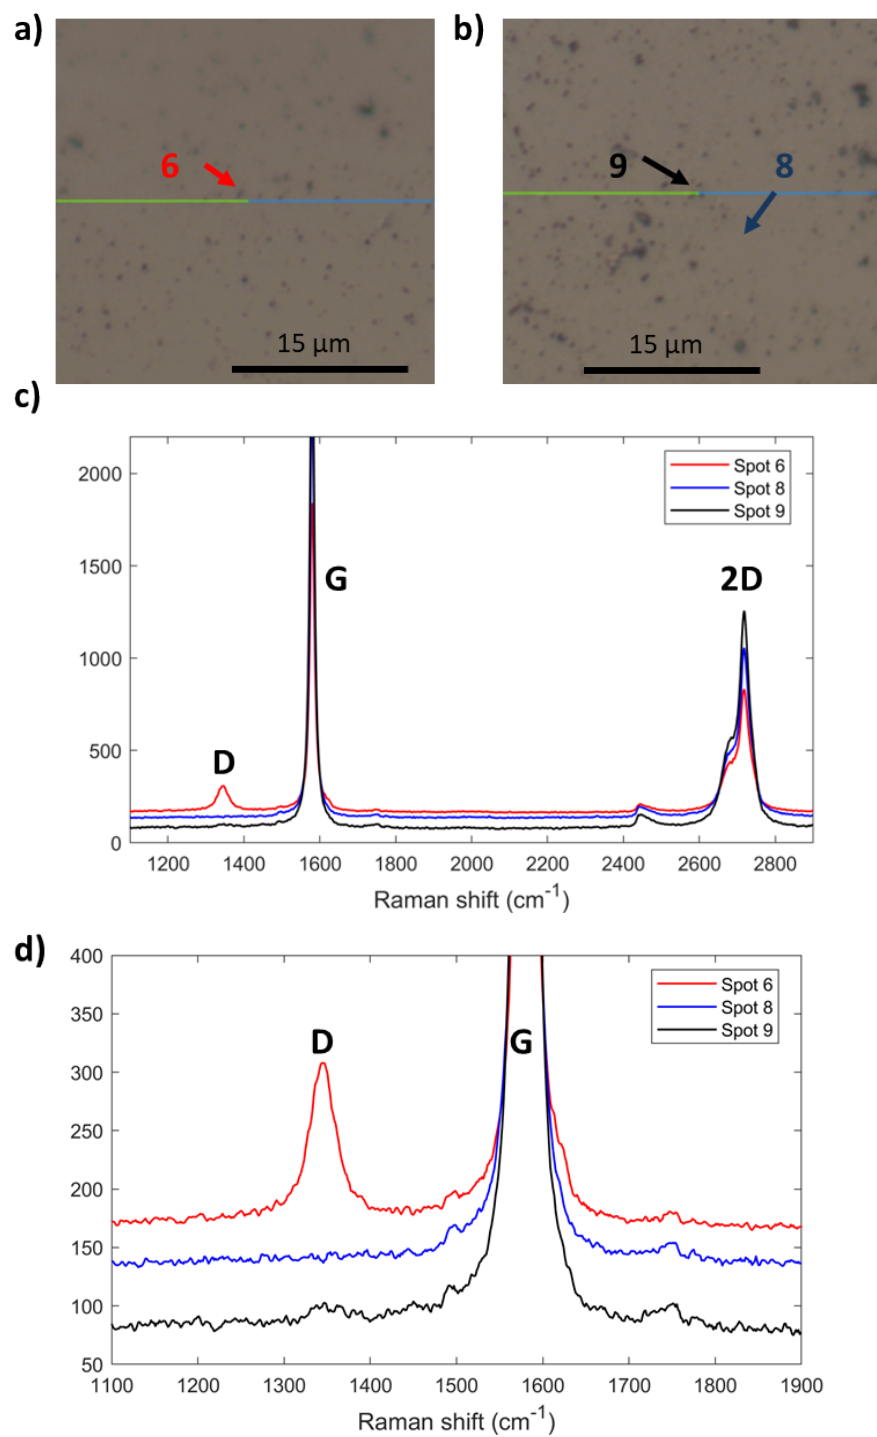 a)
b)
6
9
8
15 µm
15 µm
c)
2000
1500
1000
500
0
Spot 6
Spot 8
Spot 9
G
2D
D
1200 1400 1600 1800 2000 2200 2400 2600 2800
Raman shift (cm⁻¹)
d)
400
350
300
250
200
150
100
50
Spot 6
Spot 8
Spot 9
D
G
1100 1200 1300 1400 1500 1600 1700 1800 1900
Raman shift (cm⁻¹)